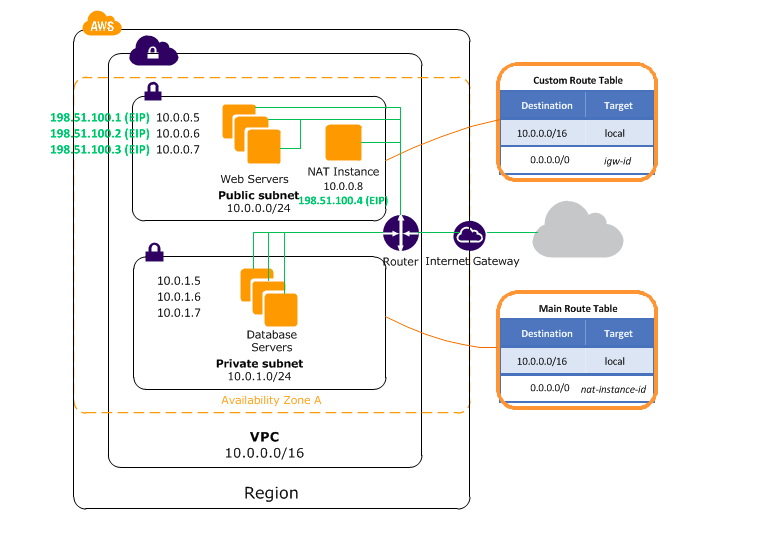 AWS
198.51.100.1 (EIP) 10.0.0.5
198.51.100.2 (EIP) 10.0.0.6
198.51.100.3 (EIP) 10.0.0.7
Web Servers
NAT Instance
10.0.0.8
198.51.100.4 (EIP)
Public subnet
10.0.0.0/24
Custom Route Table
Destination Target
10.0.0.0/16 local
0.0.0.0/0 igw-id
Router
Internet Gateway
10.0.1.5
10.0.1.6
10.0.1.7
Database
Servers
Private subnet
10.0.1.0/24
Main Route Table
Destination Target
10.0.0.0/16 local
0.0.0.0/0 nat-instance-id
Availability Zone A
VPC
10.0.0.0/16
Region